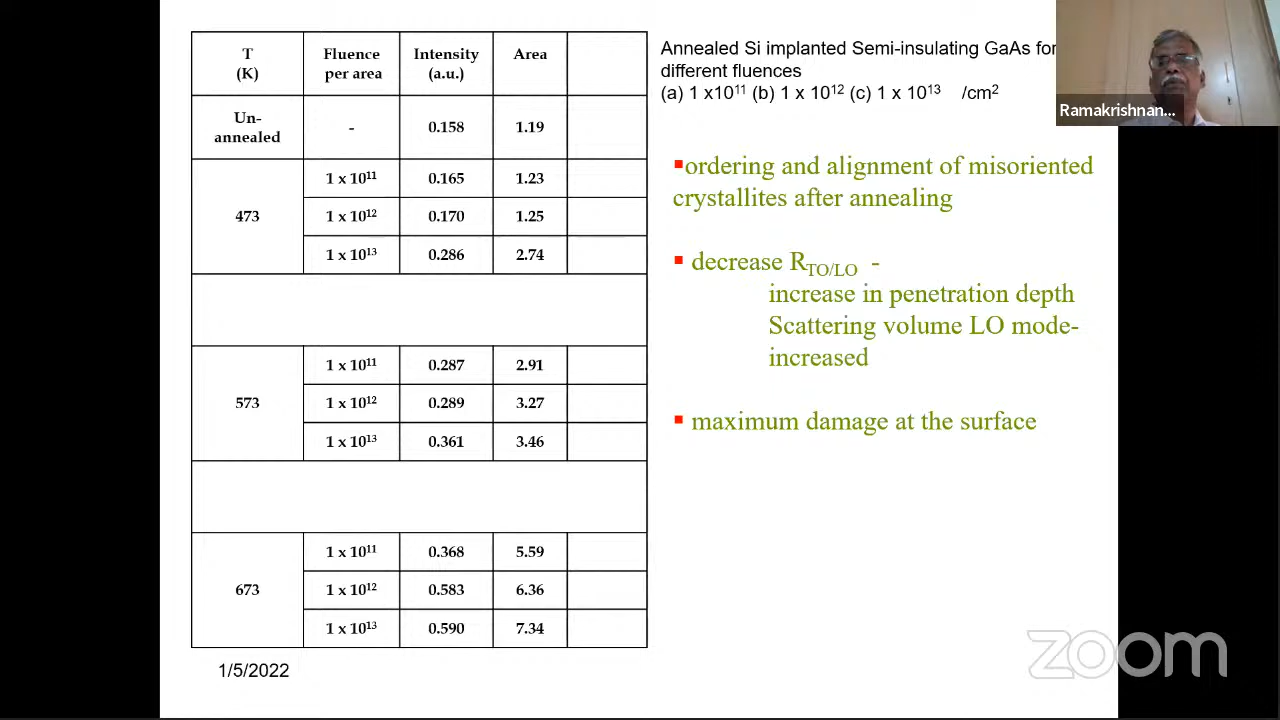 T
(K)
Fluence
per area
Intensity
(a.u.)
Area
Un-
annealed
-
0.158
1.19
473
1 x 10¹¹
0.165
1.23
1 x 10¹²
0.170
1.25
1 x 10¹³
0.286
2.74
573
1 x 10¹¹
0.287
2.91
1 x 10¹²
0.289
3.27
1 x 10¹³
0.361
3.46
673
1 x 10¹¹
0.368
5.59
1 x 10¹²
0.583
6.36
1 x 10¹³
0.590
7.34
1/5/2022
Annealed Si implanted Semi-insulating GaAs for
different fluences
(a) 1 x10¹¹ (b) 1 x 10¹² (c) 1 x 10¹³ /cm²
▪ordering and alignment of misoriented
crystallites after annealing
▪ decrease R_TO/LO -
increase in penetration depth
Scattering volume LO mode-
increased
▪ maximum damage at the surface
Ramakrishnan...
zoom